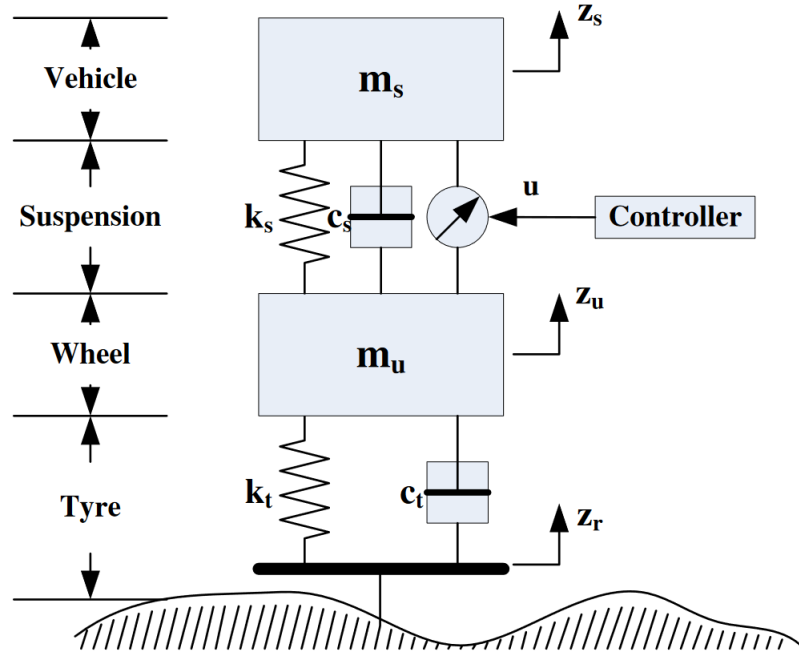 z_s
Vehicle
m_s
u
k_s
c_s
Suspension
Controller
z_u
Wheel
m_u
k_t
c_t
Tyre
z_r